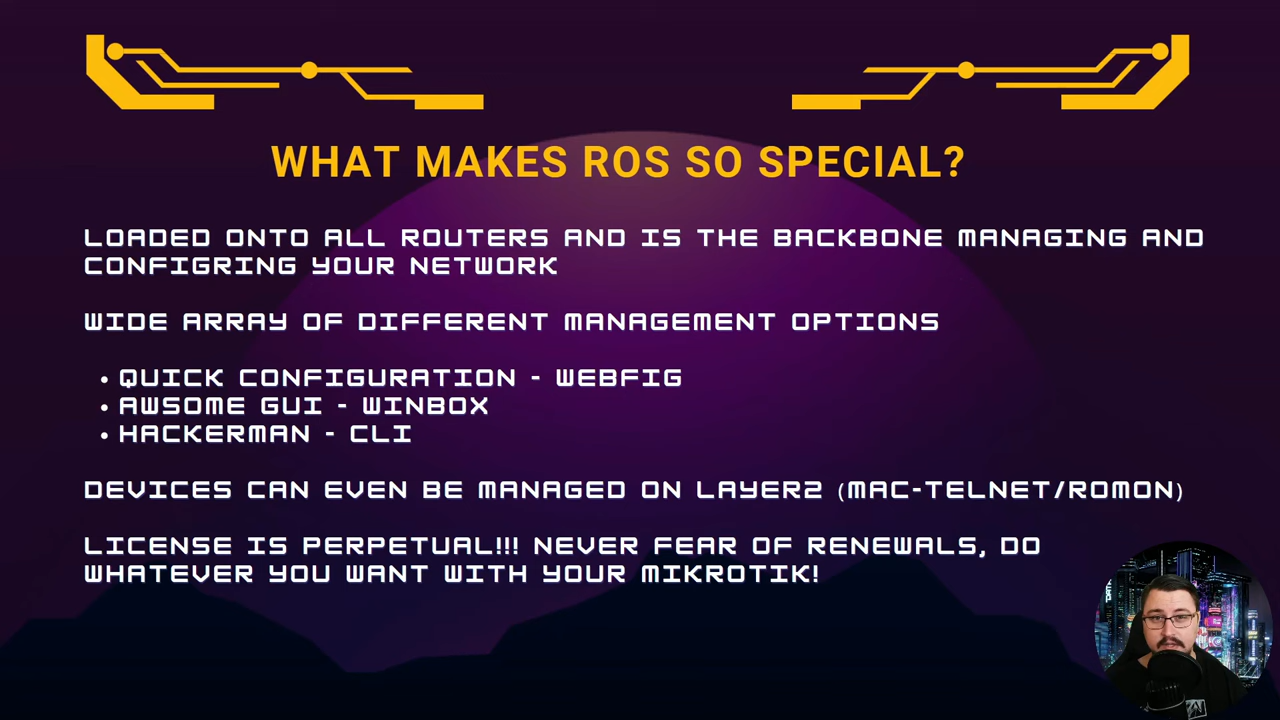 WHAT MAKES ROS SO SPECIAL?
LOADED ONTO ALL ROUTERS AND IS THE BACKBONE MANAGING AND
CONFIGRING YOUR NETWORK
WIDE ARRAY OF DIFFERENT MANAGEMENT OPTIONS
• QUICK CONFIGURATION - WEBFIG
• AWSOME GUI - WINBOX
• HACKERMAN - CLI
DEVICES CAN EVEN BE MANAGED ON LAYER2 (MAC-TELNET/ROMON)
LICENSE IS PERPETUAL!!! NEVER FEAR OF RENEWALS, DO
WHATEVER YOU WANT WITH YOUR MIKROTIK!